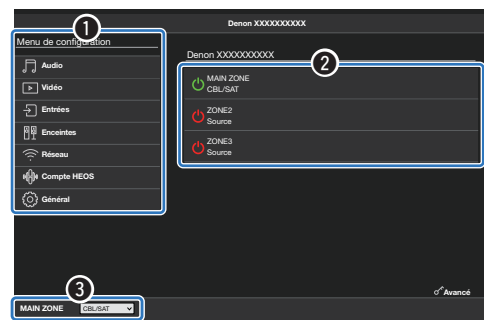 Denon XXXXXXXXXX
1
Menu de configuration
Audio
Vidéo
Entrées
Enceintes
Réseau
Compte HEOS
Général
Denon XXXXXXXXXX
2
MAIN ZONE
CBL/SAT
ZONE2
Source
ZONE3
Source
Avancé
3
MAIN ZONE CBL/SAT